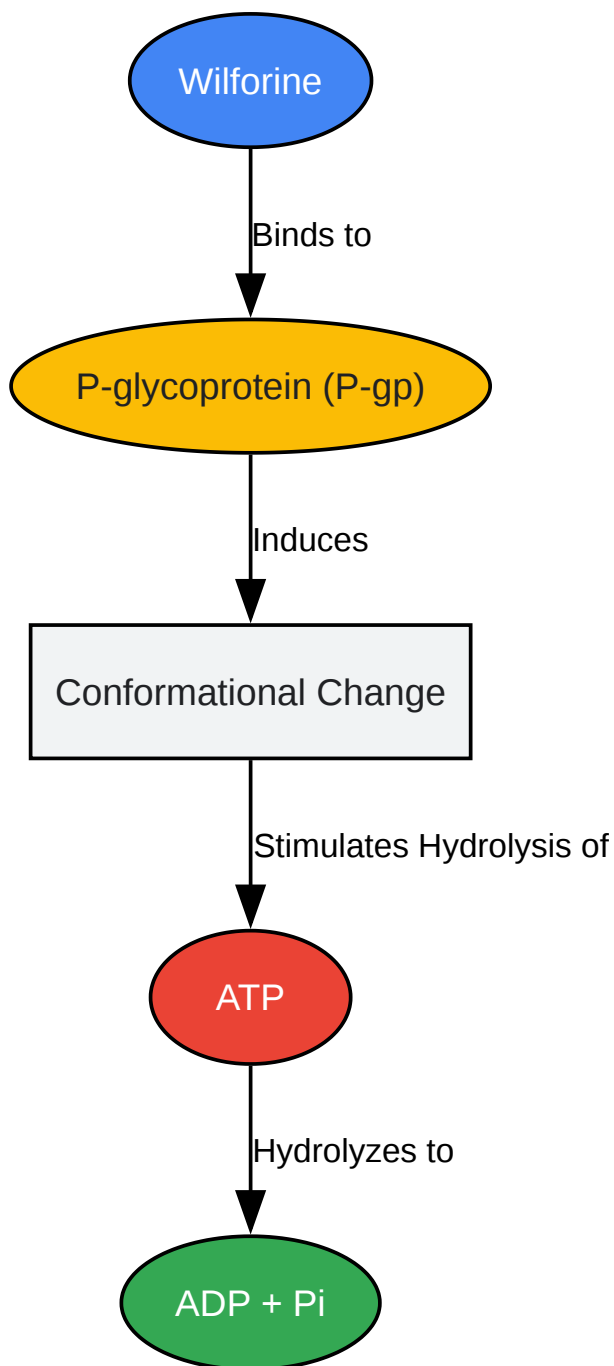 Wilforine
Binds to
P-glycoprotein (P-gp)
Induces
Conformational Change
Stimulates Hydrolysis of
ATP
Hydrolyzes to
ADP + Pi